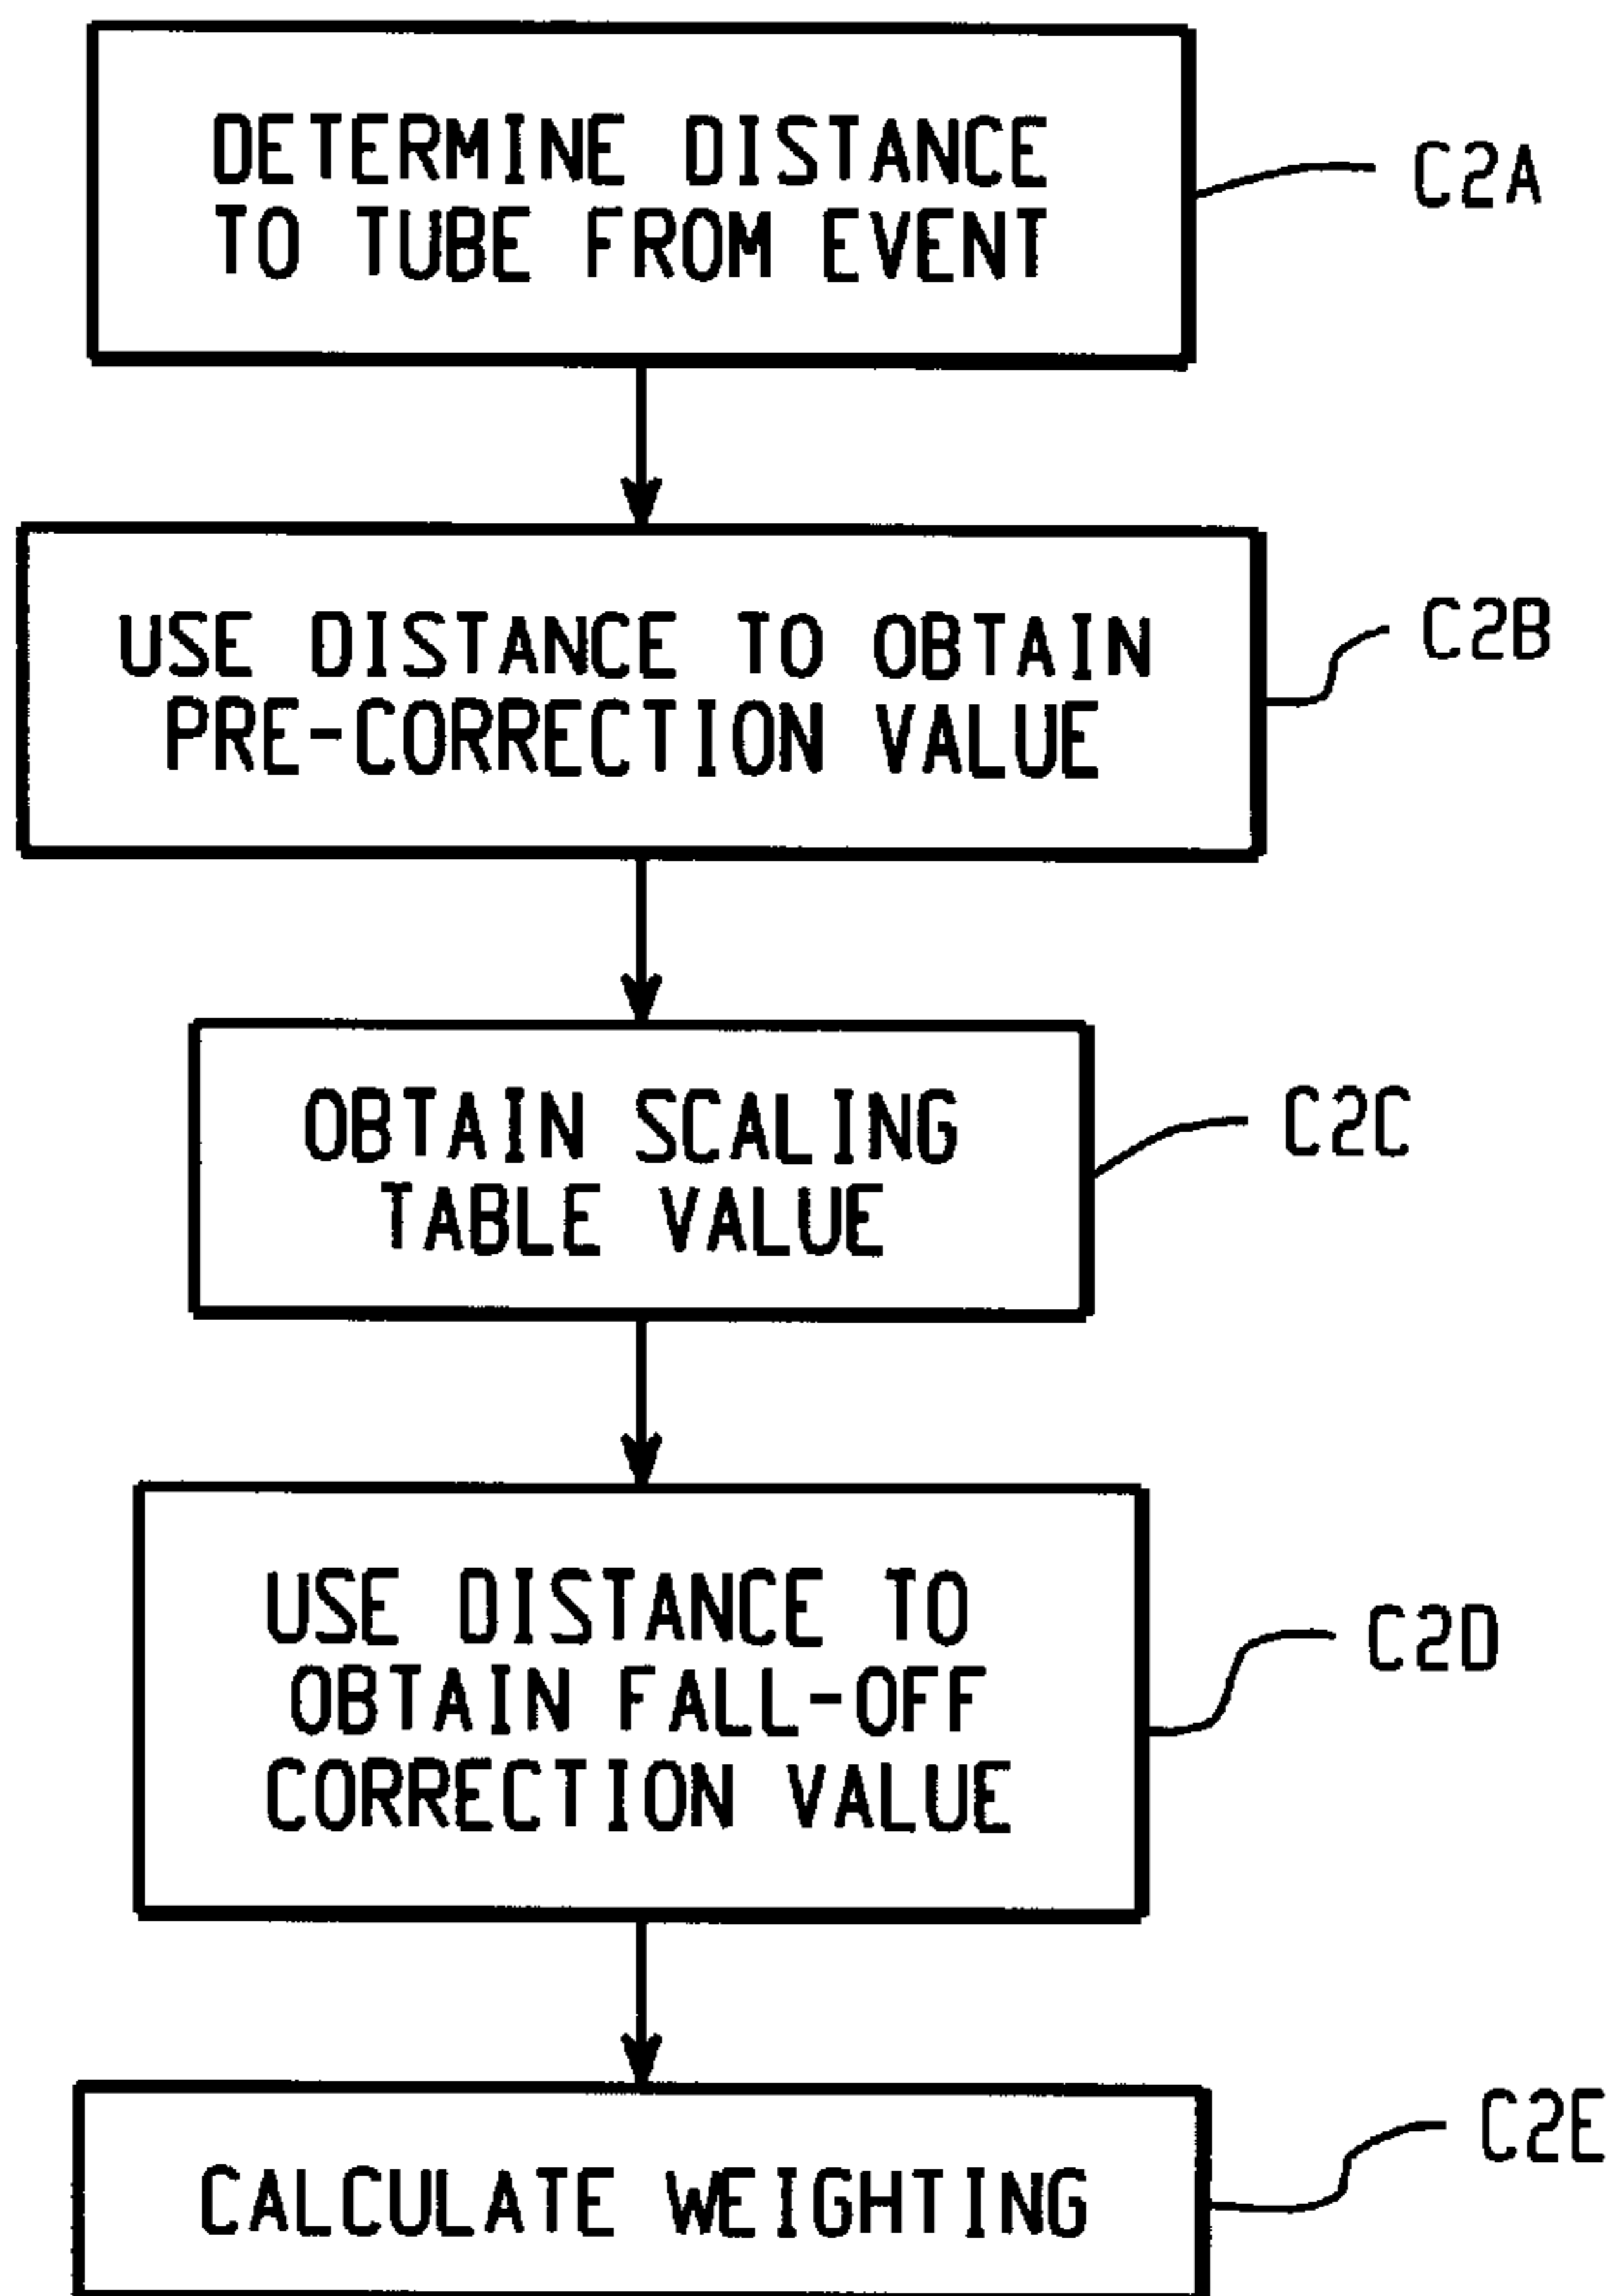 DETERMINE DISTANCE
TO TUBE FROM EVENT
C2A
USE DISTANCE TO OBTAIN
PRE-CORRECTION VALUE
C2B
OBTAIN SCALING
TABLE VALUE
C2C
USE DISTANCE TO
OBTAIN FALL-OFF
CORRECTION VALUE
C2D
CALCULATE WEIGHTING
C2E